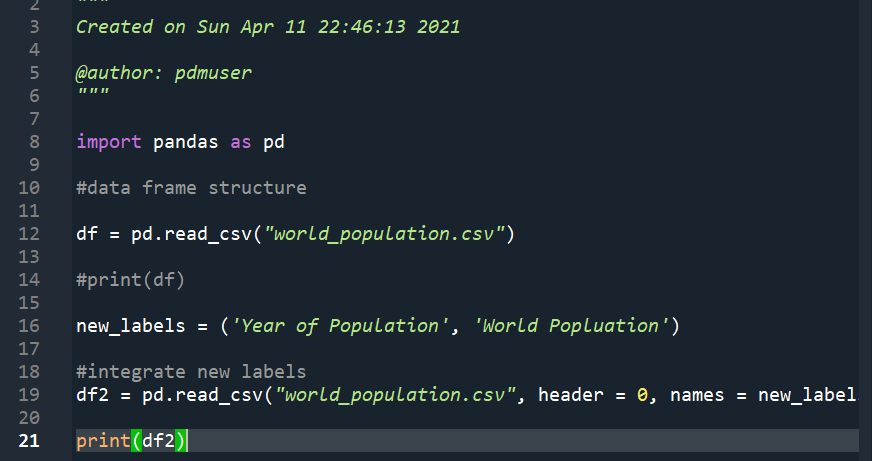 2 """
3 Created on Sun Apr 11 22:46:13 2021
4
5 @author: pdmuser
6 """
7
8 import pandas as pd
9
10 #data frame structure
11
12 df = pd.read_csv("world_population.csv")
13
14 #print(df)
15
16 new_labels = ('Year of Population', 'World Popluation')
17
18 #integrate new labels
19 df2 = pd.read_csv("world_population.csv", header = 0, names = new_label
20
21 print(df2)